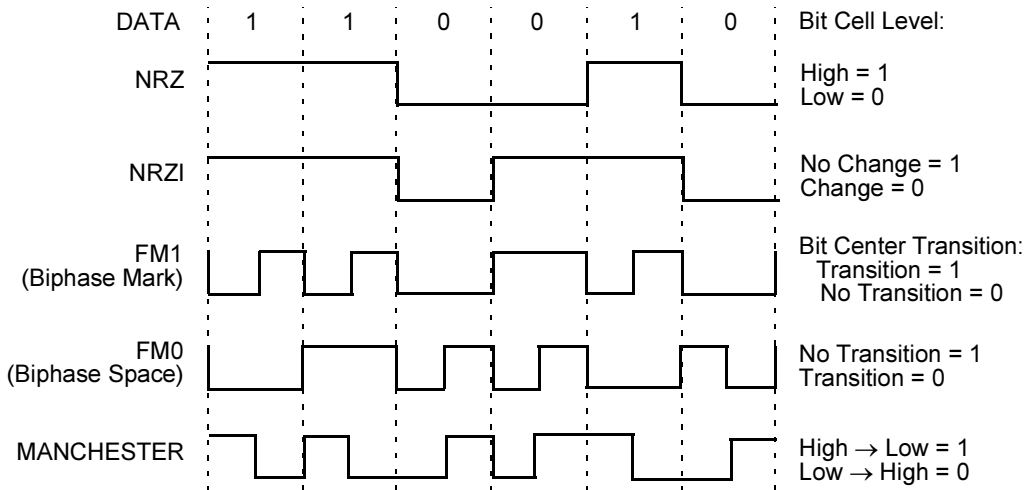 DATA 1 1 0 0 1 0 Bit Cell Level:
NRZ
High = 1
Low = 0
NRZI
No Change = 1
Change = 0
FM1
(Biphase Mark)
Bit Center Transition:
Transition = 1
No Transition = 0
FM0
(Biphase Space)
No Transition = 1
Transition = 0
MANCHESTER
High → Low = 1
Low → High = 0